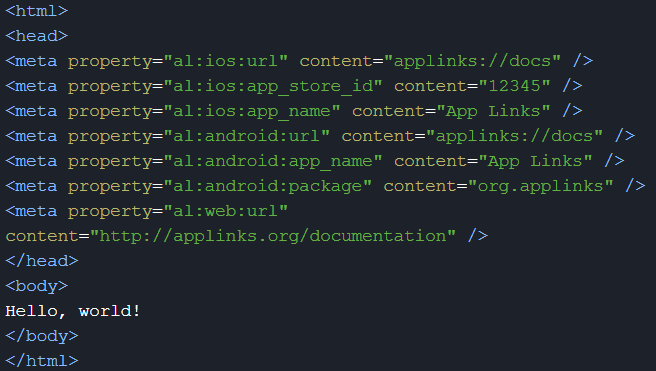 <html>
<head>
<meta property="al:ios:url" content="applinks://docs" />
<meta property="al:ios:app_store_id" content="12345" />
<meta property="al:ios:app_name" content="App Links" />
<meta property="al:android:url" content="applinks://docs" />
<meta property="al:android:app_name" content="App Links" />
<meta property="al:android:package" content="org.applinks" />
<meta property="al:web:url"
content="http://applinks.org/documentation" />
</head>
<body>
Hello, world!
</body>
</html>